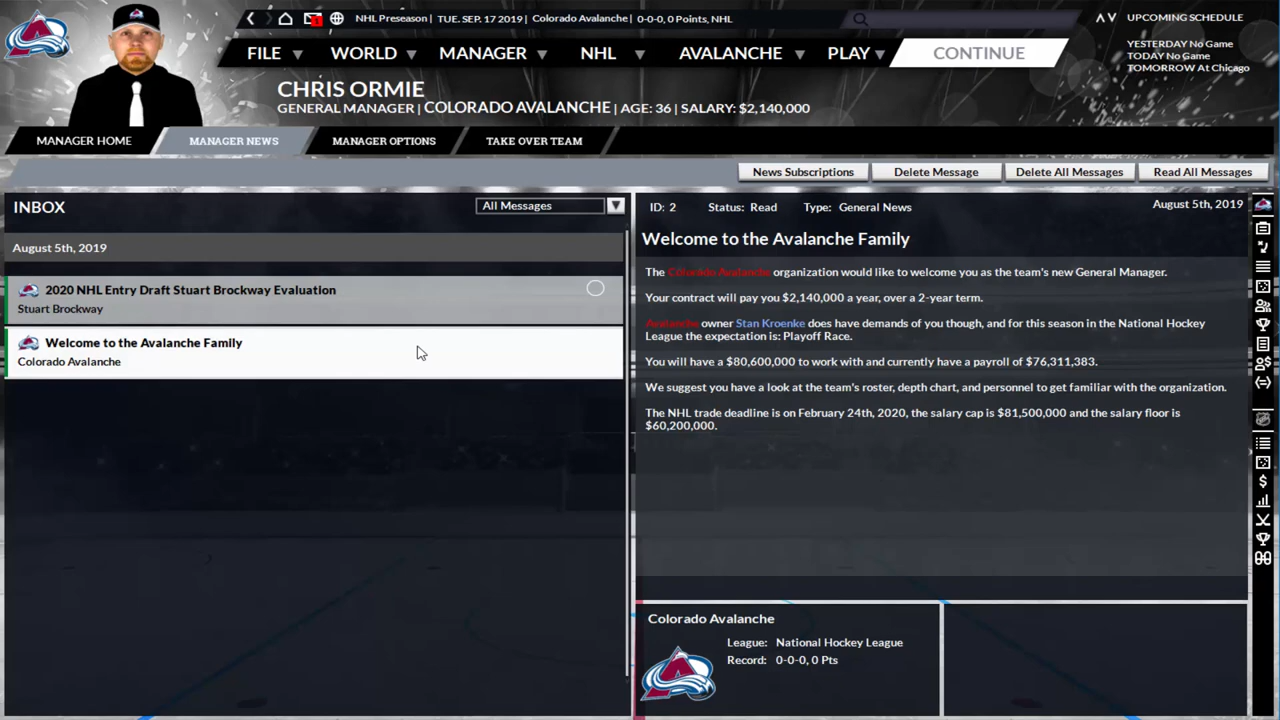 NHL Preseason | TUE. SEP. 17 2019 | Colorado Avalanche | 0-0-0, 0 Points, NHL
UPCOMING SCHEDULE
YESTERDAY No Game
TODAY No Game
TOMORROW At Chicago
FILE WORLD MANAGER NHL AVALANCHE PLAY CONTINUE
CHRIS ORMIE
GENERAL MANAGER | COLORADO AVALANCHE | AGE: 36 | SALARY: $2,140,000
MANAGER HOME MANAGER NEWS MANAGER OPTIONS TAKE OVER TEAM
News Subscriptions Delete Message Delete All Messages Read All Messages
INBOX All Messages
August 5th, 2019
2020 NHL Entry Draft Stuart Brockway Evaluation
Stuart Brockway
Welcome to the Avalanche Family
Colorado Avalanche
ID: 2 Status: Read Type: General News August 5th, 2019
Welcome to the Avalanche Family
The Colorado Avalanche organization would like to welcome you as the team's new General Manager.
Your contract will pay you $2,140,000 a year, over a 2-year term.
Avalanche owner Stan Kroenke does have demands of you though, and for this season in the National Hockey
League the expectation is: Playoff Race.
You will have a $80,600,000 to work with and currently have a payroll of $76,311,383.
We suggest you have a look at the team's roster, depth chart, and personnel to get familiar with the organization.
The NHL trade deadline is on February 24th, 2020, the salary cap is $81,500,000 and the salary floor is
$60,200,000.
Colorado Avalanche
League: National Hockey League
Record: 0-0-0, 0 Pts